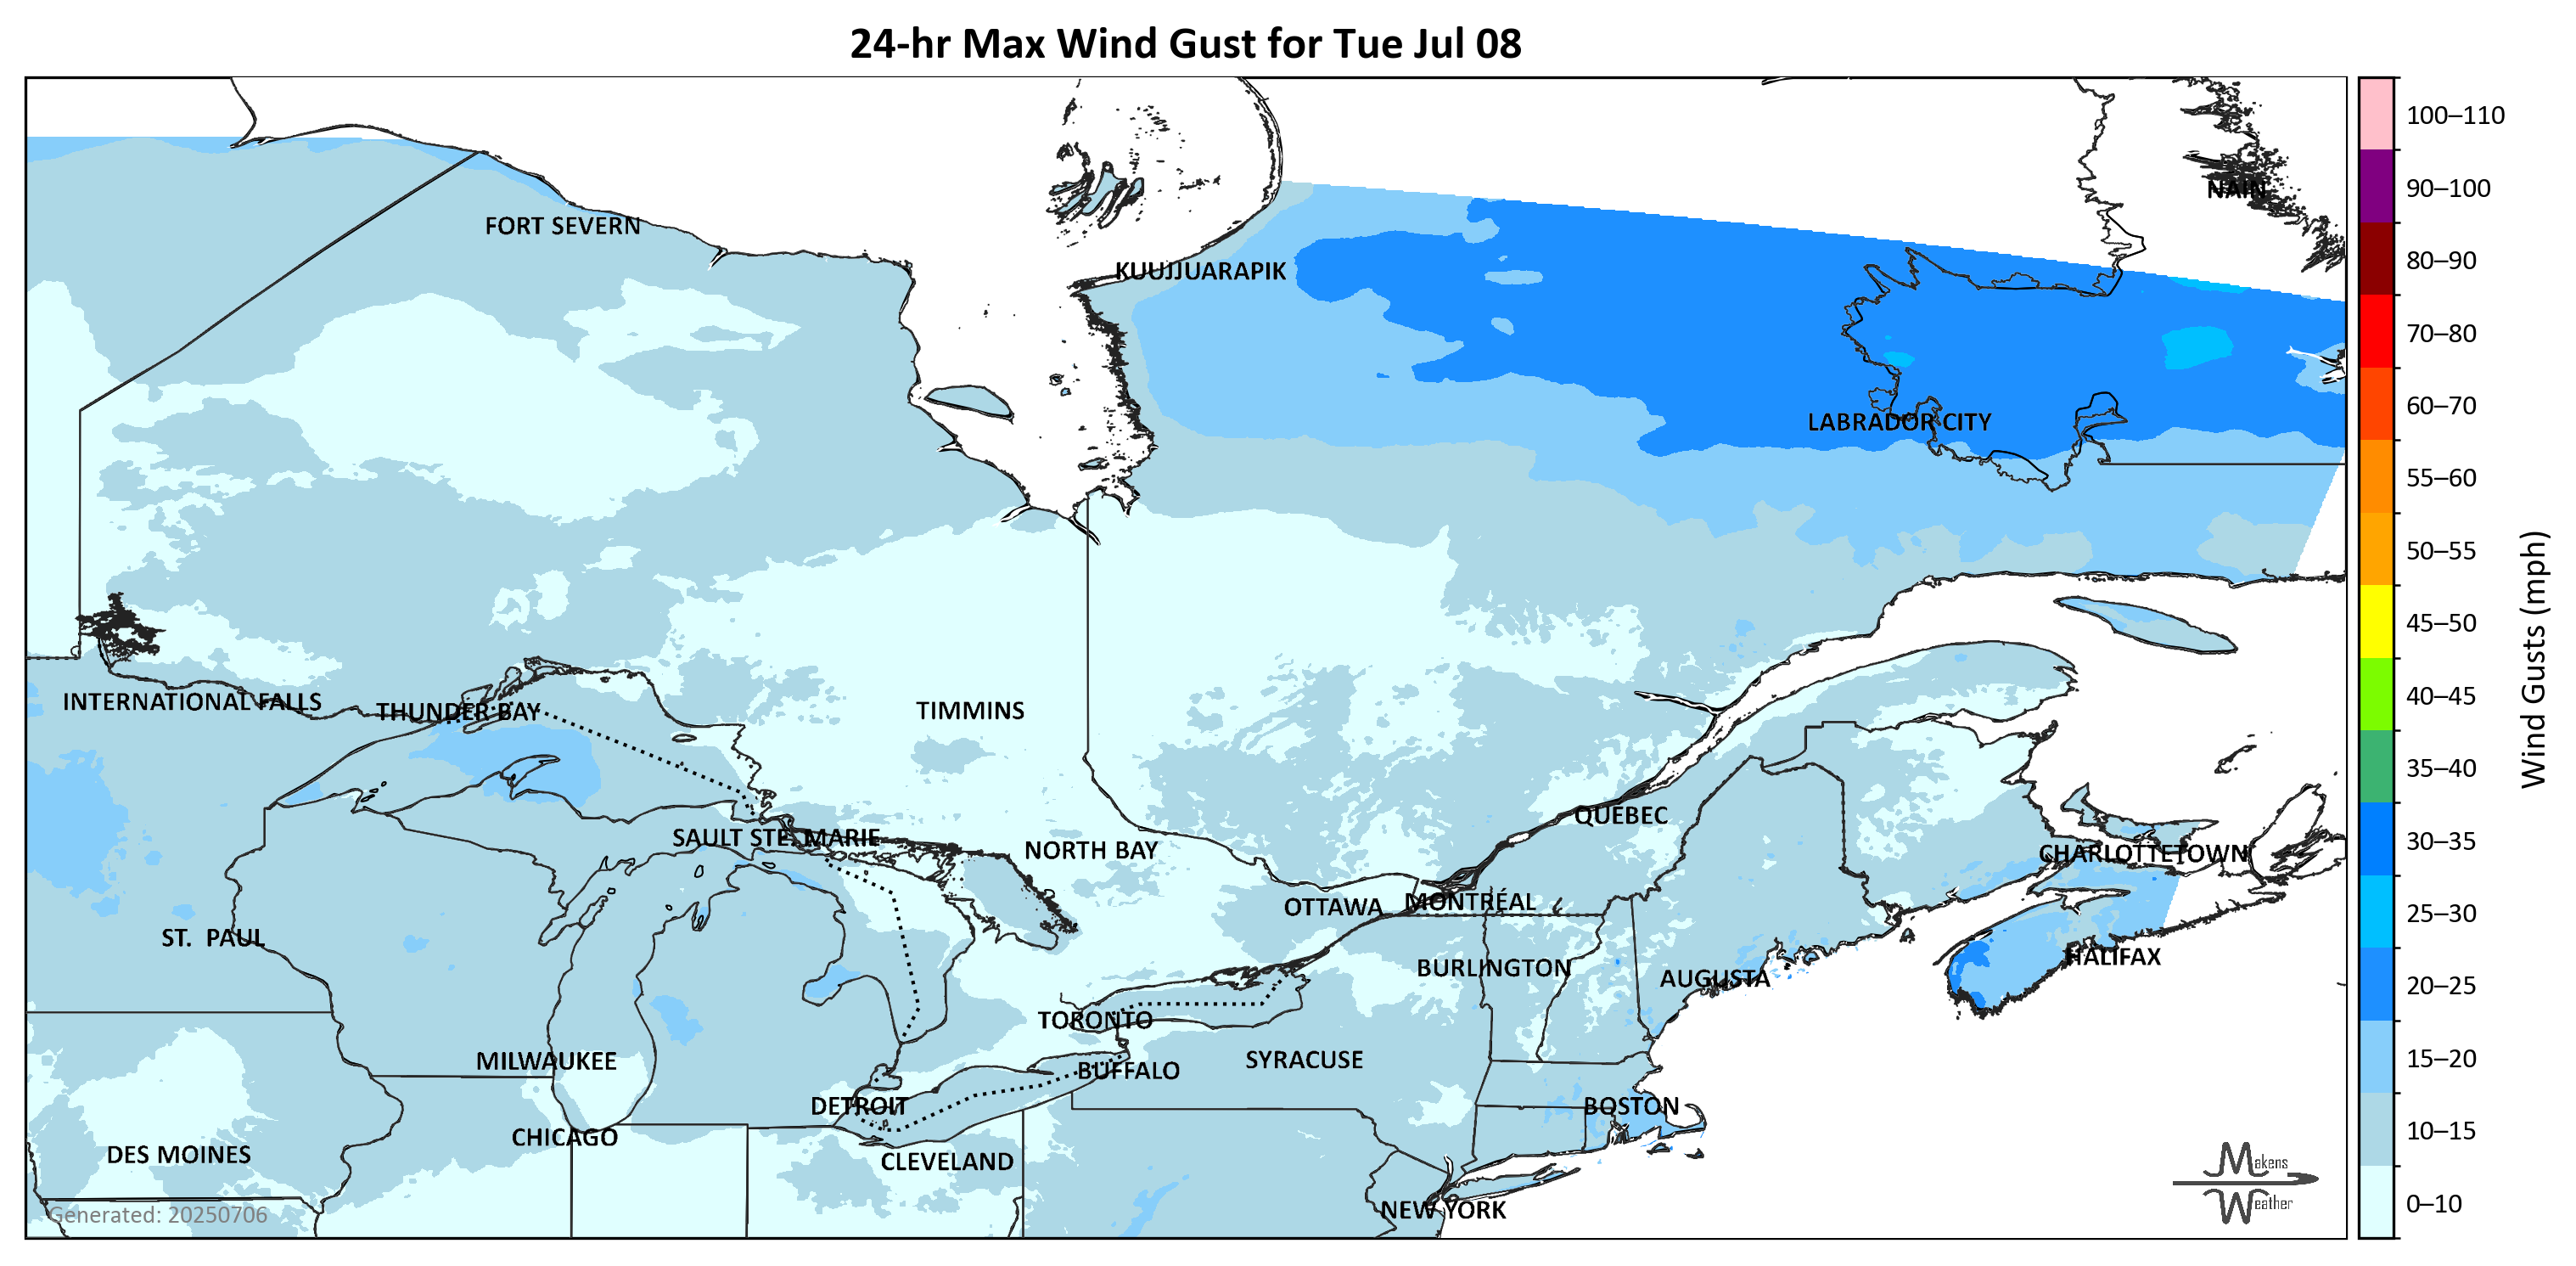 24-hr Max Wind Gust for Tue Jul 08
NAIN
FORT SEVERN
KUUJJUARAPIK
LABRADOR CITY
INTERNATIONAL FALLS
THUNDER BAY
TIMMINS
QUÉBEC
SAULT STE. MARIE
NORTH BAY
CHARLOTTETOWN
OTTAWA
MONTRÉAL
ST. PAUL
HALIFAX
BURLINGTON
AUGUSTA
TORONTO
MILWAUKEE
SYRACUSE
BUFFALO
DETROIT
BOSTON
CHICAGO
DES MOINES
CLEVELAND
NEW YORK
Generated: 20250706
Makens
Weather
100–110
90–100
80–90
70–80
60–70
55–60
50–55
45–50
40–45
35–40
30–35
25–30
20–25
15–20
10–15
0–10
Wind Gusts (mph)